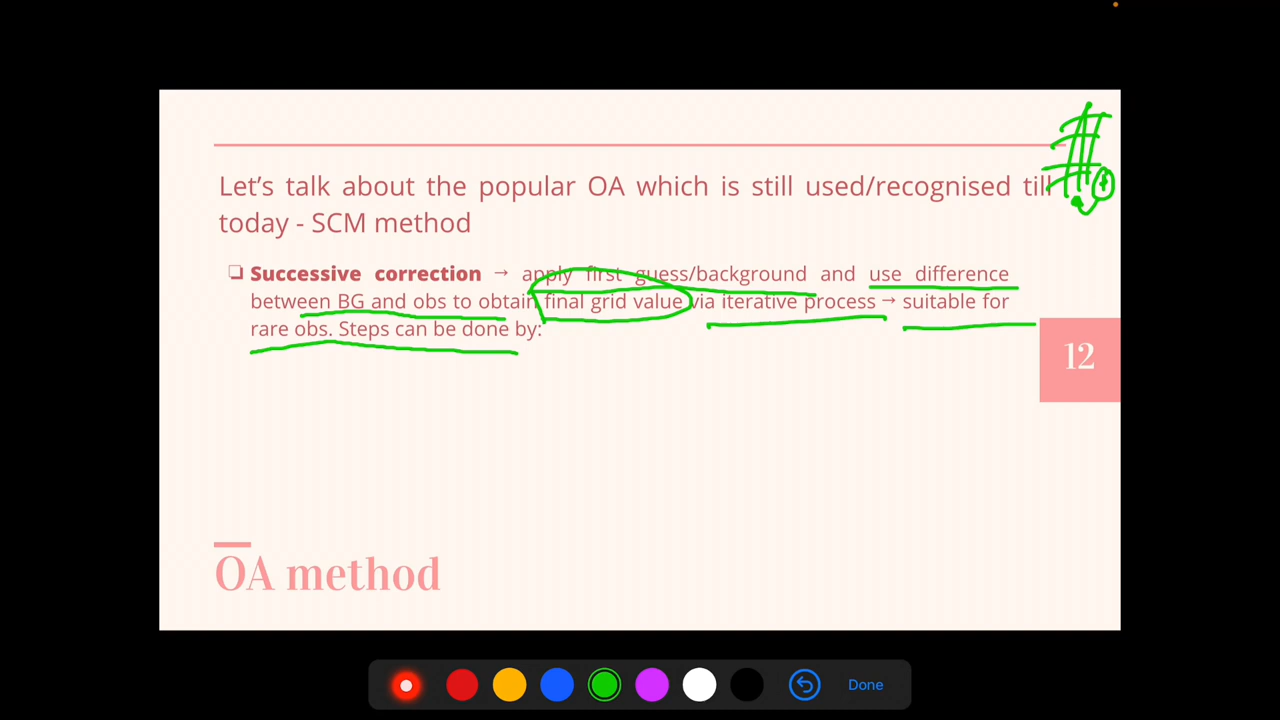 Let's talk about the popular OA which is still used/recognised till
today - SCM method
❏ Successive correction → apply first guess/background and use difference
between BG and obs to obtain final grid value via iterative process → suitable for
rare obs. Steps can be done by:
12
OA method
Done